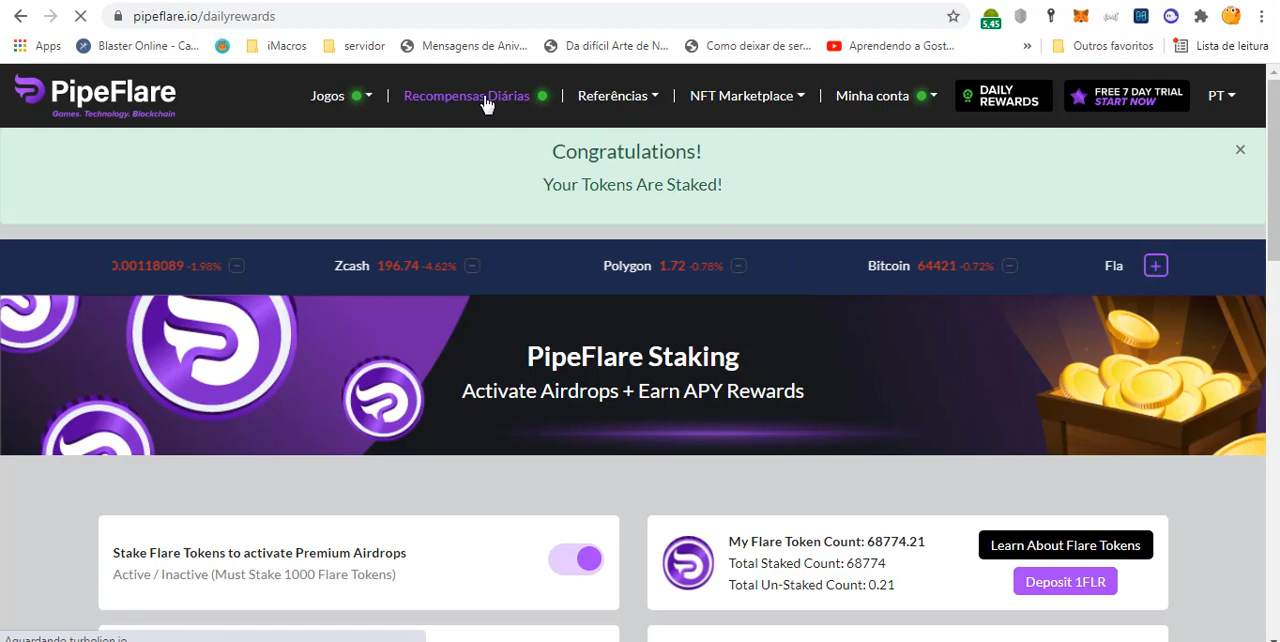 pipeflare.io/dailyrewards
5,45
Apps
Blaster Online - Ca...
iMacros
servidor
Mensagens de Aniv...
Da difícil Arte de N...
Como deixar de ser...
Aprendendo a Gost...
»
Outros favoritos
Lista de leitura
PipeFlare
Games. Technology. Blockchain
Jogos
Recompensas Diárias
Referências
NFT Marketplace
Minha conta
DAILY
REWARDS
FREE 7 DAY TRIAL
START NOW
PT
Congratulations!
×
Your Tokens Are Staked!
0.00118089 -1.98%
Zcash 196.74 -4.62%
Polygon 1.72 -0.78%
Bitcoin 64421 -0.72%
Fla
+
PipeFlare Staking
Activate Airdrops + Earn APY Rewards
Stake Flare Tokens to activate Premium Airdrops
Active / Inactive (Must Stake 1000 Flare Tokens)
My Flare Token Count: 68774.21
Total Staked Count: 68774
Total Un-Staked Count: 0.21
Learn About Flare Tokens
Deposit 1FLR
Aguardando turbolion.io